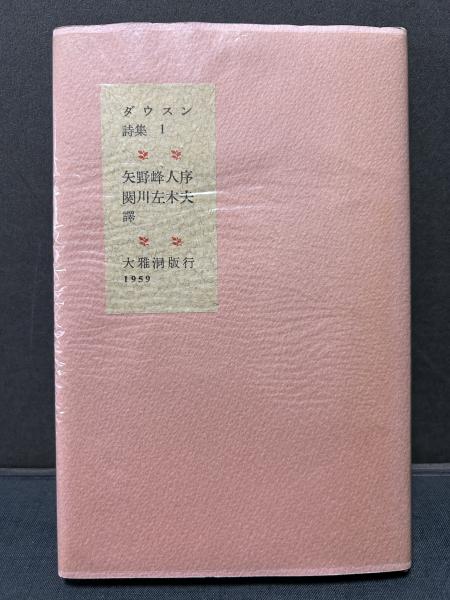 ダウスン
詩集 1
矢野峰人序
関川左木夫
譯
大雅洞版行
1959